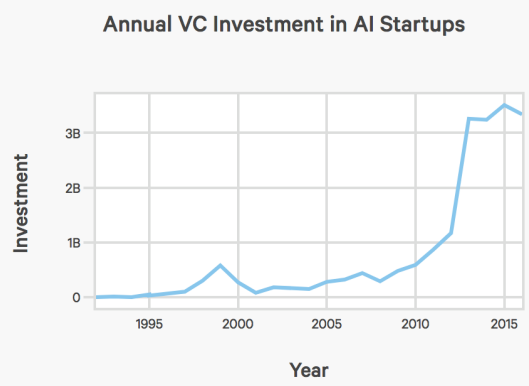 Annual VC Investment in AI Startups
Investment
3B
2B
1B
0
1995 2000 2005 2010 2015
Year